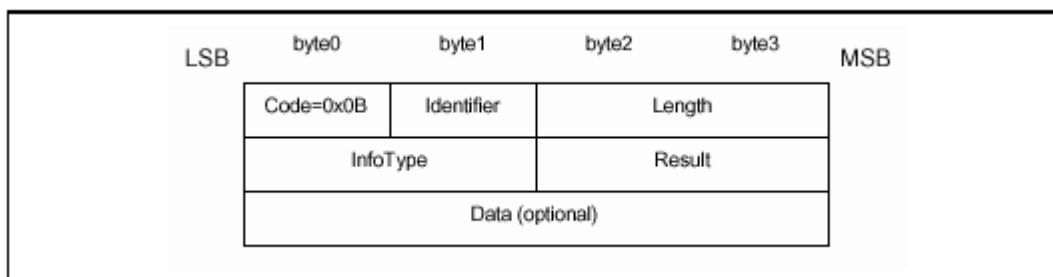 LSB byte0 byte1 byte2 byte3 MSB
Code=0x0B Identifier Length
InfoType Result
Data (optional)